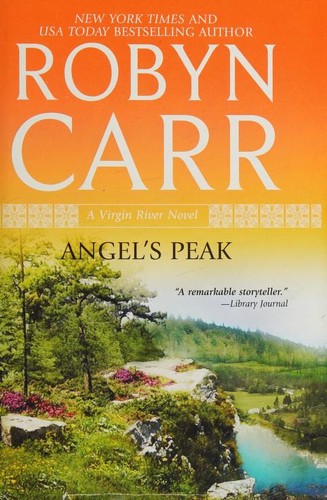 NEW YORK TIMES AND
USA TODAY BESTSELLING AUTHOR
ROBYN
CARR
A Virgin River Novel
ANGEL'S PEAK
"A remarkable storyteller."
—Library Journal